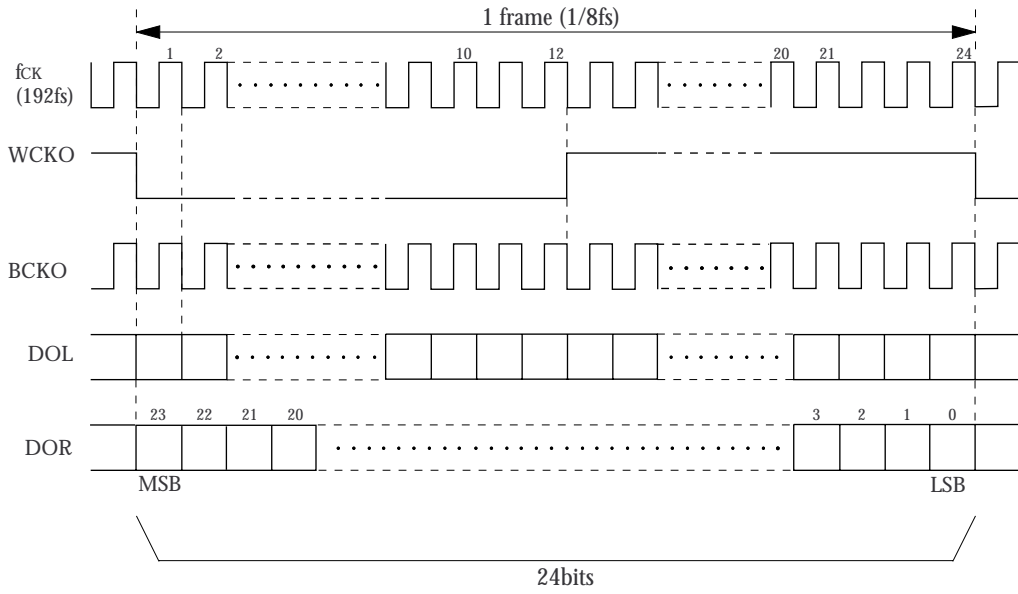 1 frame (1/8fs)
1 2 10 12 20 21 24
fCK
(192fs)
WCKO
BCKO
DOL
23 22 21 20 3 2 1 0
DOR
MSB LSB
24bits